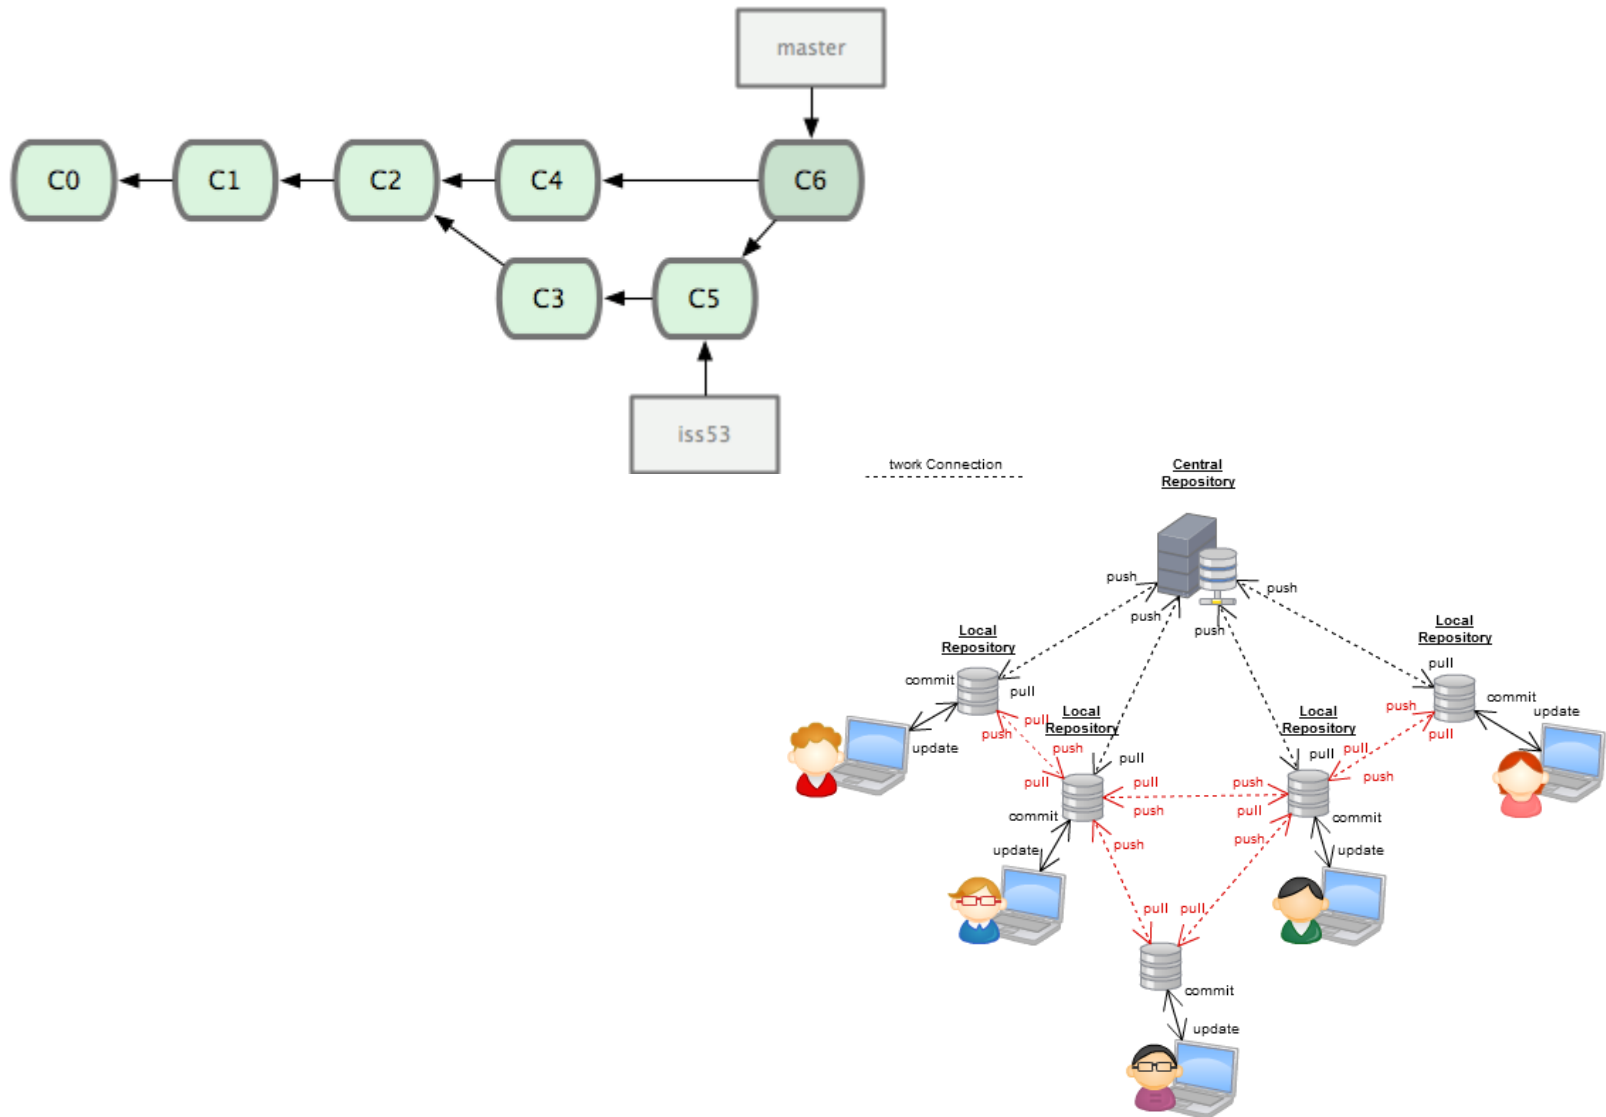 master
C0
C1
C2
C4
C6
C3
C5
iss53
twork Connection
Central
Repository
push
push
push
push
Local
Repository
Local
Repository
commit
pull
pull
commit
update
push
pull
Local
Repository
Local
Repository
update
push
push
pull
pull
pull
pull
push
pull
push
pull
push
push
pull
commit
commit
push
push
update
update
pull
pull
commit
update